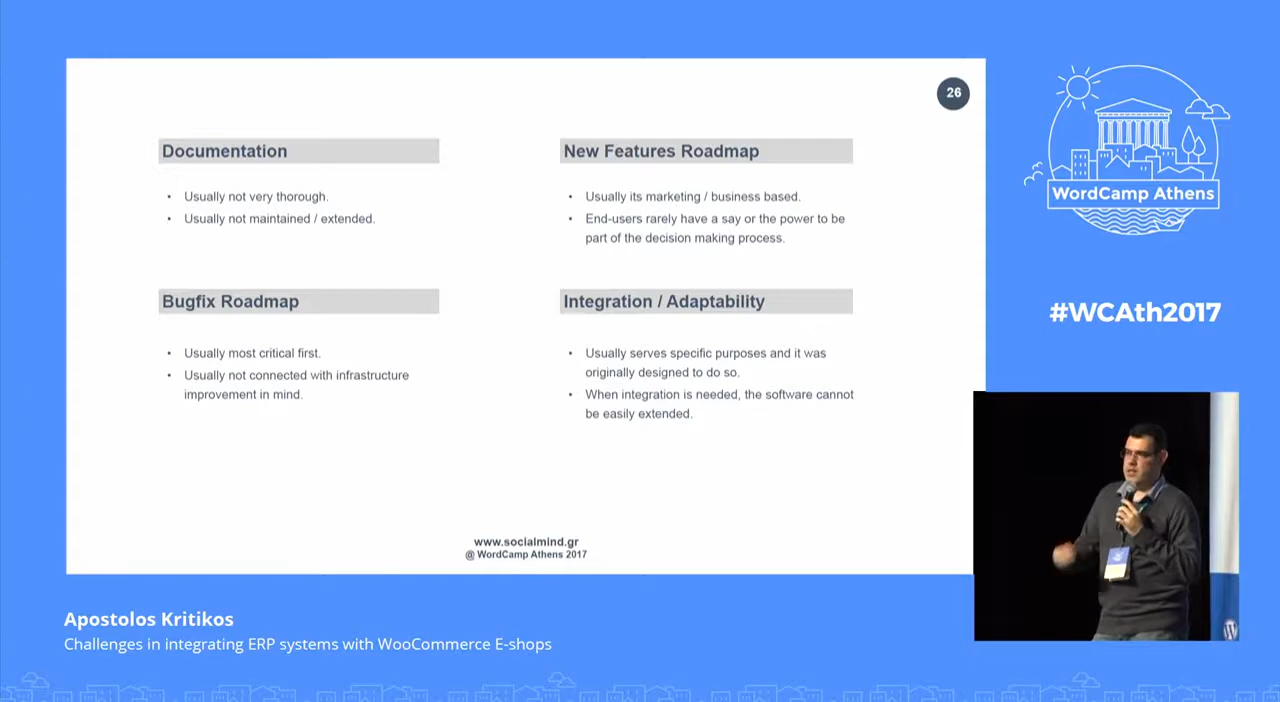 26
Documentation
• Usually not very thorough.
• Usually not maintained / extended.
New Features Roadmap
• Usually its marketing / business based.
• End-users rarely have a say or the power to be
part of the decision making process.
Bugfix Roadmap
• Usually most critical first.
• Usually not connected with infrastructure
improvement in mind.
Integration / Adaptability
• Usually serves specific purposes and it was
originally designed to do so.
• When integration is needed, the software cannot
be easily extended.
www.socialmind.gr
@ WordCamp Athens 2017
WordCamp Athens
#WCAth2017
Apostolos Kritikos
Challenges in integrating ERP systems with WooCommerce E-shops